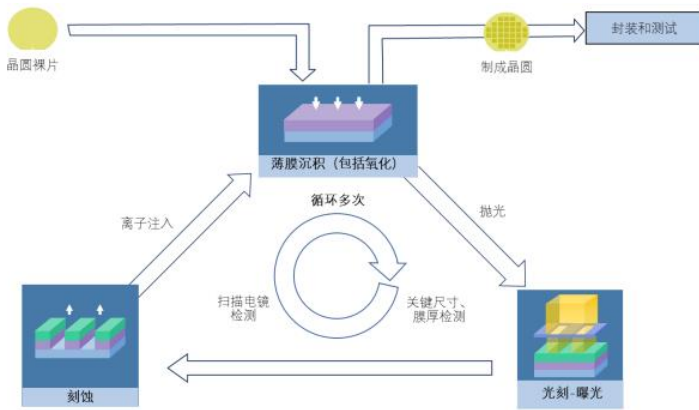 晶圆裸片
制成晶圆
封装和测试
薄膜沉积（包括氧化）
循环多次
离子注入
抛光
扫描电镜
检测
关键尺寸、
膜厚检测
刻蚀
光刻-曝光